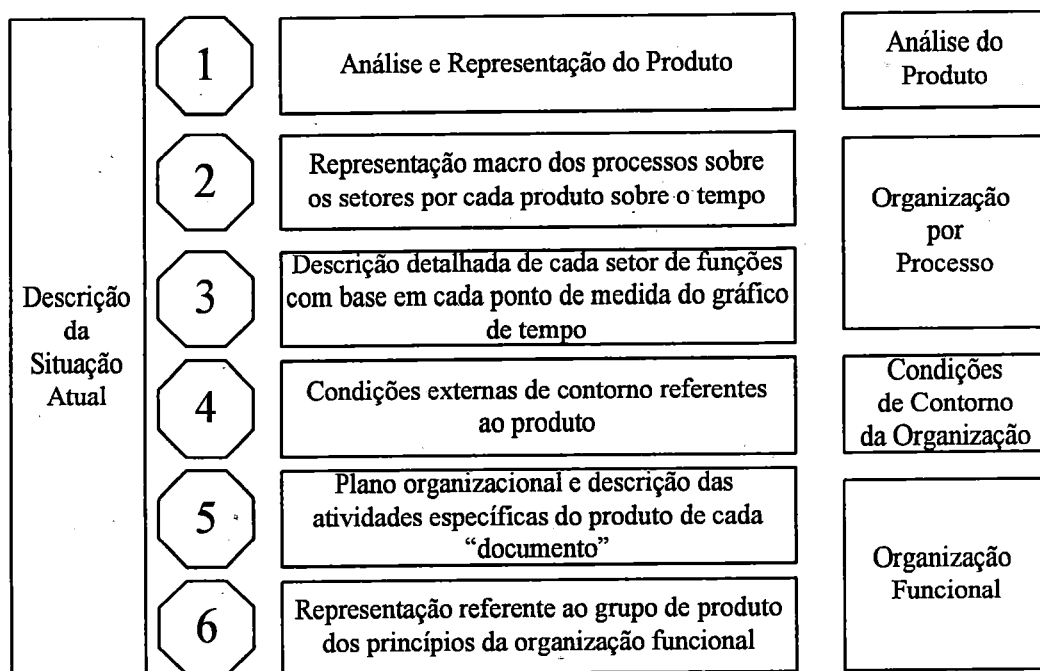 Descrição
da
Situação
Atual
1
Análise e Representação do Produto
Análise do
Produto
2
Representação macro dos processos sobre
os setores por cada produto sobre o tempo
3
Descrição detalhada de cada setor de funções
com base em cada ponto de medida do gráfico
de tempo
Organização
por
Processo
4
Condições externas de contorno referentes
ao produto
Condições
de Contorno
da Organização
5
Plano organizacional e descrição das
atividades específicas do produto de cada
“documento”
6
Representação referente ao grupo de produto
dos princípios da organização funcional
Organização
Funcional